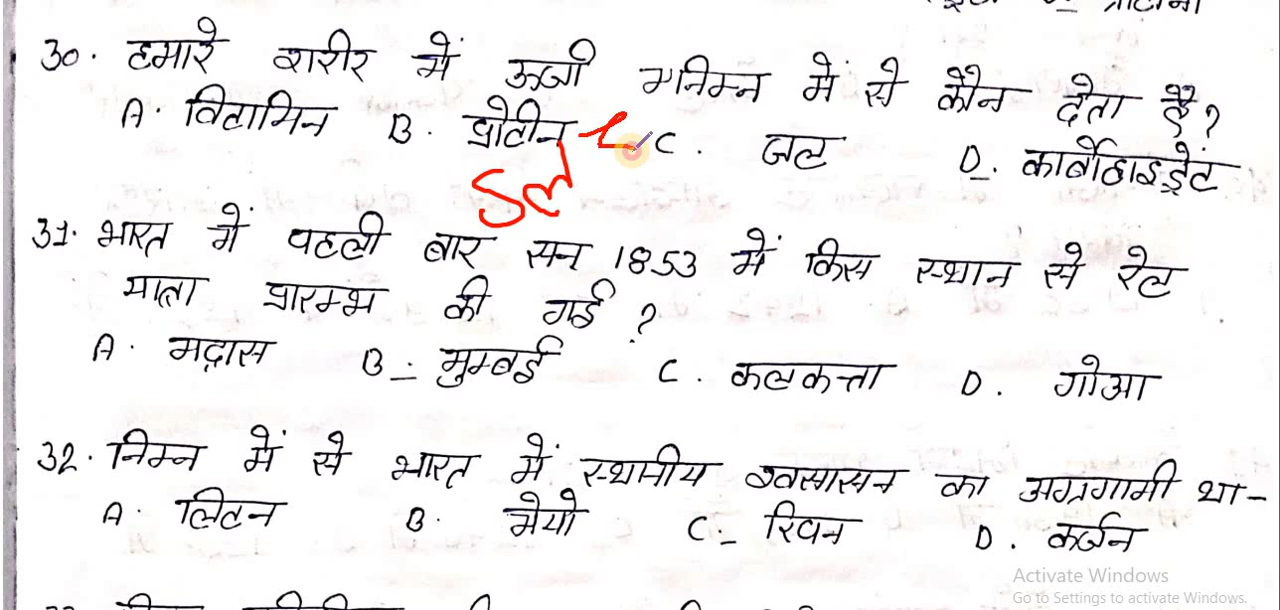 30. हमारे शरीर में ऊर्जा निम्न में से कौन देता है?
A. विटामिन B. प्रोटीन C. जल D. कार्बोहाइड्रेट
31. भारत में पहली बार सन 1853 में किस स्थान से रेल
यात्रा प्रारम्भ की गई ?
A. मद्रास B. मुम्बई C. कलकत्ता D. गोआ
32. निम्न में से भारत में स्थानीय स्वसासन का अग्रगामी था-
A. लिटन B. मेयो C. रिपन D. कर्जन
Activate Windows
Go to Settings to activate Windows.